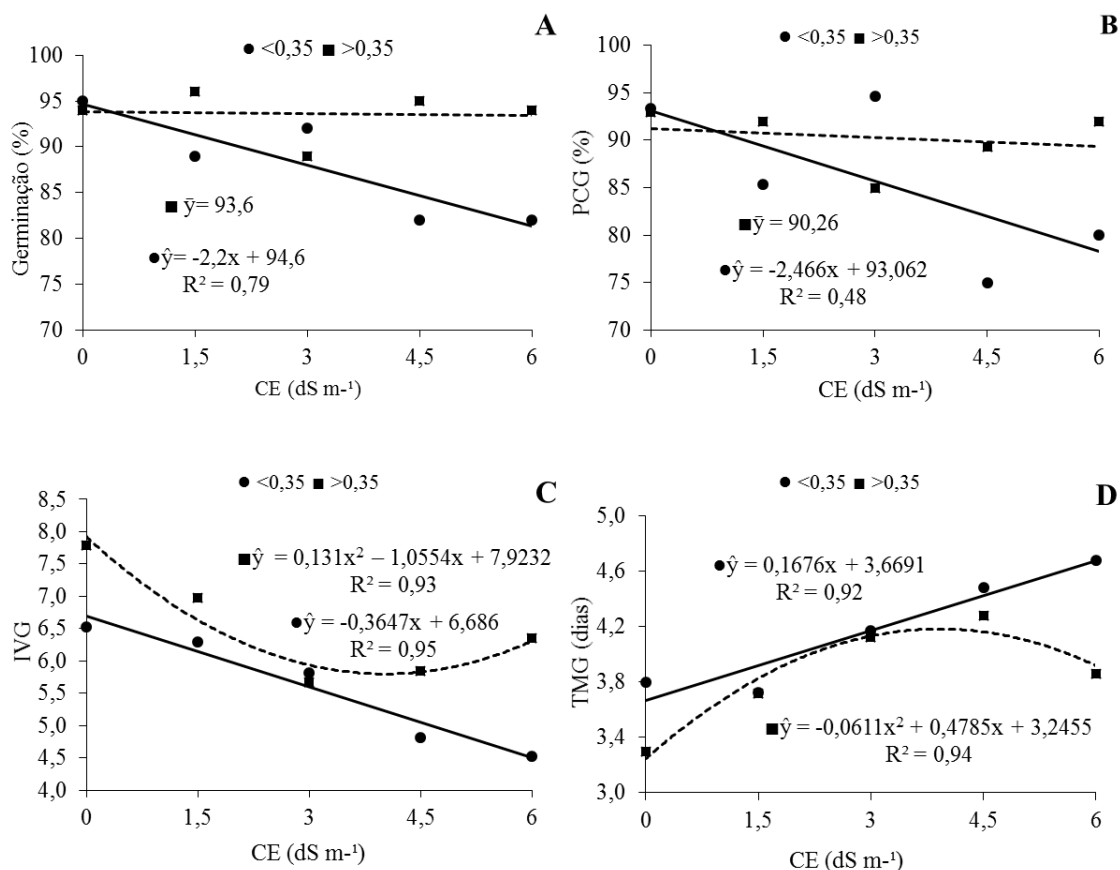 A
● <0,35 ■ >0,35
100
95
90
85
80
75
70
Germinação (%)
■ ȳ= 93,6
● ŷ= -2,2x + 94,6
R² = 0,79
0 1,5 3 4,5 6
CE (dS m-¹)
B
● <0,35 ■ >0,35
100
95
90
85
80
75
70
PCG (%)
■ ȳ = 90,26
● ŷ = -2,466x + 93,062
R² = 0,48
0 1,5 3 4,5 6
CE (dS m-¹)
C
● <0,35 ■ >0,35
8,5
8,0
7,5
7,0
6,5
6,0
5,5
5,0
4,5
4,0
IVG
■ ŷ = 0,131x² – 1,0554x + 7,9232
R² = 0,93
● ŷ = -0,3647x + 6,686
R² = 0,95
0 1,5 3 4,5 6
CE (dS m-¹)
D
● <0,35 ■ >0,35
5,0
4,6
4,2
3,8
3,4
3,0
TMG (dias)
● ŷ = 0,1676x + 3,6691
R² = 0,92
■ ŷ = -0,0611x² + 0,4785x + 3,2455
R² = 0,94
0 1,5 3 4,5 6
CE (dS m-¹)